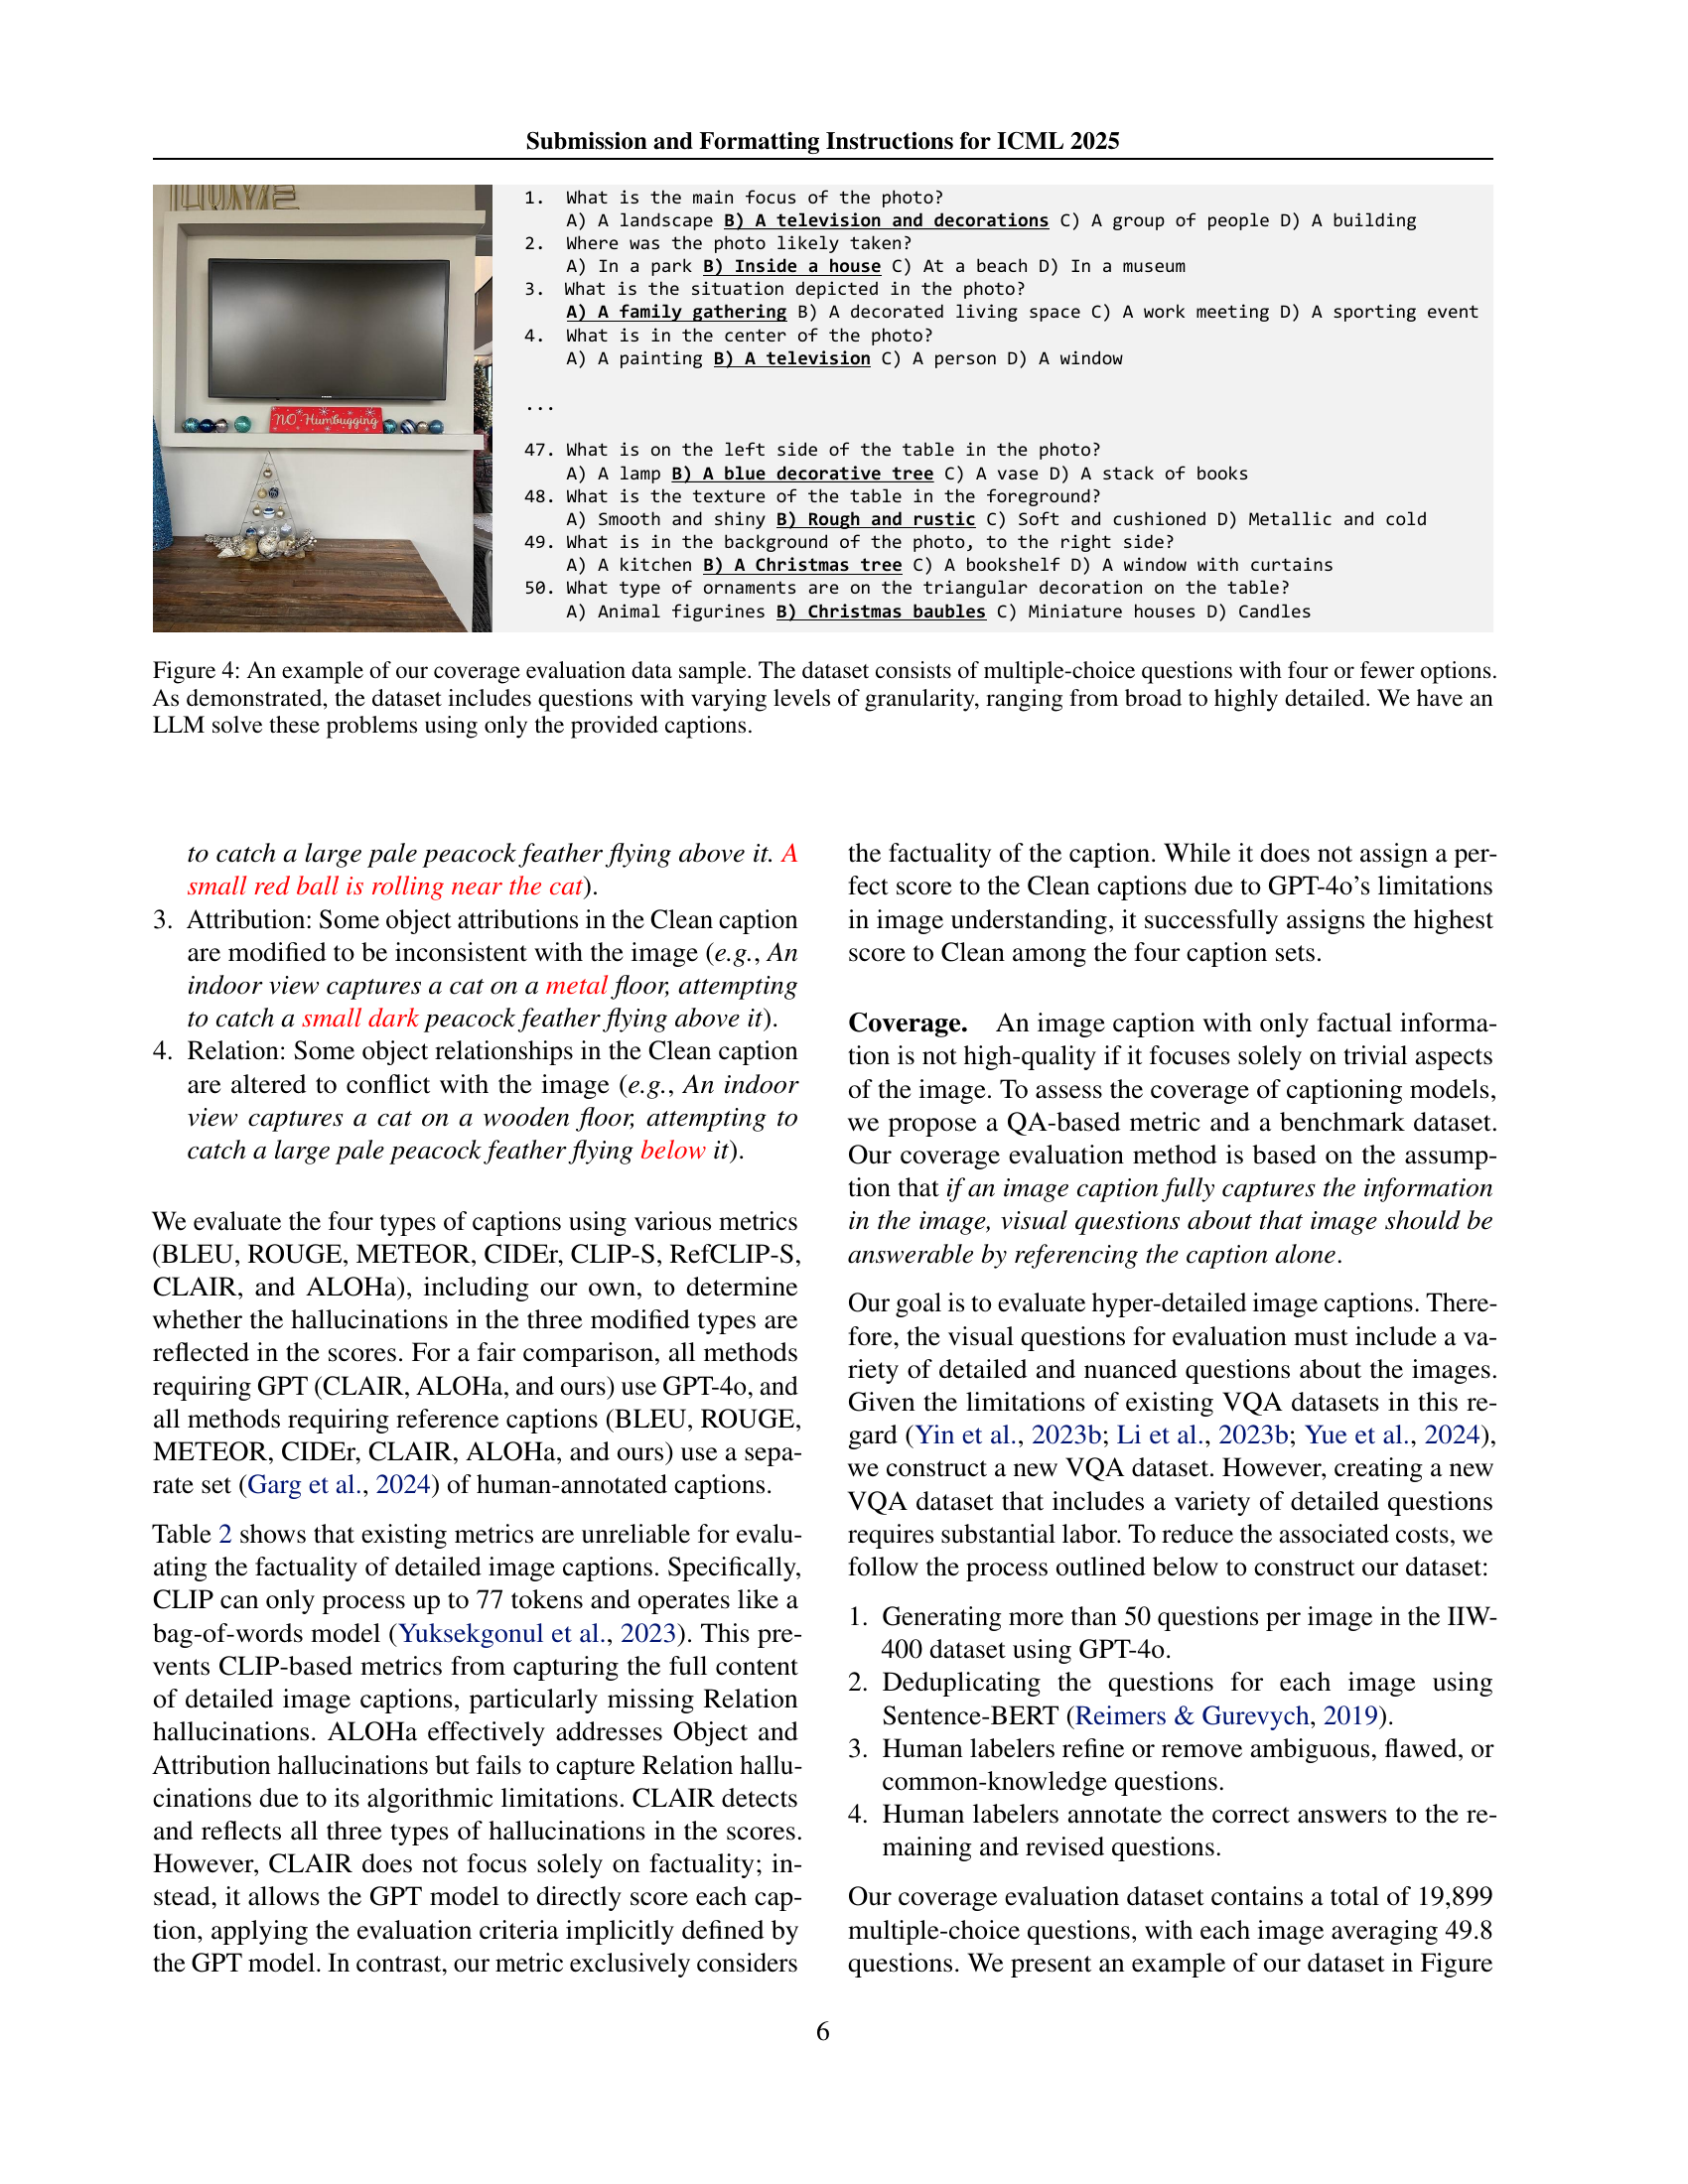 Submission and Formatting Instructions for ICML 2025
HOME
NO Humbugging
1. What is the main focus of the photo?
A) A landscape B) A television and decorations C) A group of people D) A building
2. Where was the photo likely taken?
A) In a park B) Inside a house C) At a beach D) In a museum
3. What is the situation depicted in the photo?
A) A family gathering B) A decorated living space C) A work meeting D) A sporting event
4. What is in the center of the photo?
A) A painting B) A television C) A person D) A window
...
47. What is on the left side of the table in the photo?
A) A lamp B) A blue decorative tree C) A vase D) A stack of books
48. What is the texture of the table in the foreground?
A) Smooth and shiny B) Rough and rustic C) Soft and cushioned D) Metallic and cold
49. What is in the background of the photo, to the right side?
A) A kitchen B) A Christmas tree C) A bookshelf D) A window with curtains
50. What type of ornaments are on the triangular decoration on the table?
A) Animal figurines B) Christmas baubles C) Miniature houses D) Candles
Figure 4: An example of our coverage evaluation data sample. The dataset consists of multiple-choice questions with four or fewer options.
As demonstrated, the dataset includes questions with varying levels of granularity, ranging from broad to highly detailed. We have an
LLM solve these problems using only the provided captions.
to catch a large pale peacock feather flying above it. A
small red ball is rolling near the cat).
3. Attribution: Some object attributions in the Clean caption
are modified to be inconsistent with the image (e.g., An
indoor view captures a cat on a metal floor, attempting
to catch a small dark peacock feather flying above it).
4. Relation: Some object relationships in the Clean caption
are altered to conflict with the image (e.g., An indoor
view captures a cat on a wooden floor, attempting to
catch a large pale peacock feather flying below it).
We evaluate the four types of captions using various metrics
(BLEU, ROUGE, METEOR, CIDEr, CLIP-S, RefCLIP-S,
CLAIR, and ALOHa), including our own, to determine
whether the hallucinations in the three modified types are
reflected in the scores. For a fair comparison, all methods
requiring GPT (CLAIR, ALOHa, and ours) use GPT-4o, and
all methods requiring reference captions (BLEU, ROUGE,
METEOR, CIDEr, CLAIR, ALOHa, and ours) use a sepa-
rate set (Garg et al., 2024) of human-annotated captions.
Table 2 shows that existing metrics are unreliable for evalu-
ating the factuality of detailed image captions. Specifically,
CLIP can only process up to 77 tokens and operates like a
bag-of-words model (Yuksekgonul et al., 2023). This pre-
vents CLIP-based metrics from capturing the full content
of detailed image captions, particularly missing Relation
hallucinations. ALOHa effectively addresses Object and
Attribution hallucinations but fails to capture Relation hallu-
cinations due to its algorithmic limitations. CLAIR detects
and reflects all three types of hallucinations in the scores.
However, CLAIR does not focus solely on factuality; in-
stead, it allows the GPT model to directly score each cap-
tion, applying the evaluation criteria implicitly defined by
the GPT model. In contrast, our metric exclusively considers
the factuality of the caption. While it does not assign a per-
fect score to the Clean captions due to GPT-4o's limitations
in image understanding, it successfully assigns the highest
score to Clean among the four caption sets.
Coverage. An image caption with only factual informa-
tion is not high-quality if it focuses solely on trivial aspects
of the image. To assess the coverage of captioning models,
we propose a QA-based metric and a benchmark dataset.
Our coverage evaluation method is based on the assump-
tion that if an image caption fully captures the information
in the image, visual questions about that image should be
answerable by referencing the caption alone.
Our goal is to evaluate hyper-detailed image captions. There-
fore, the visual questions for evaluation must include a va-
riety of detailed and nuanced questions about the images.
Given the limitations of existing VQA datasets in this re-
gard (Yin et al., 2023b; Li et al., 2023b; Yue et al., 2024),
we construct a new VQA dataset. However, creating a new
VQA dataset that includes a variety of detailed questions
requires substantial labor. To reduce the associated costs, we
follow the process outlined below to construct our dataset:
1. Generating more than 50 questions per image in the IIW-
400 dataset using GPT-4o.
2. Deduplicating the questions for each image using
Sentence-BERT (Reimers & Gurevych, 2019).
3. Human labelers refine or remove ambiguous, flawed, or
common-knowledge questions.
4. Human labelers annotate the correct answers to the re-
maining and revised questions.
Our coverage evaluation dataset contains a total of 19,899
multiple-choice questions, with each image averaging 49.8
questions. We present an example of our dataset in Figure
6